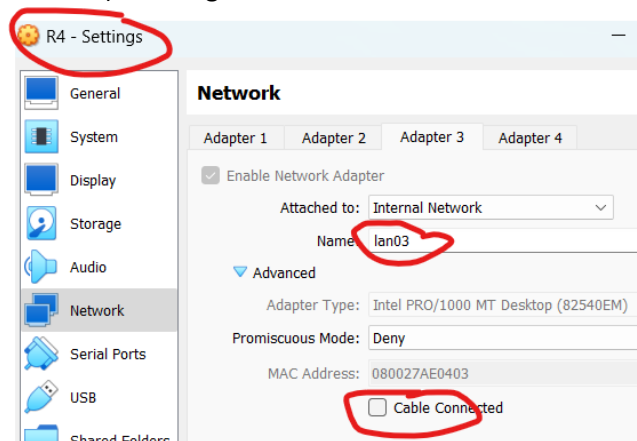 R4 - Settings
General
Network
System
Adapter 1 Adapter 2 Adapter 3 Adapter 4
Display
Enable Network Adapter
Attached to: Internal Network
Storage
Name: lan03
Audio
Advanced
Adapter Type: Intel PRO/1000 MT Desktop (82540EM)
Network
Promiscuous Mode: Deny
Serial Ports
MAC Address: 080027AE0403
USB
Cable Connected
Shared Folders